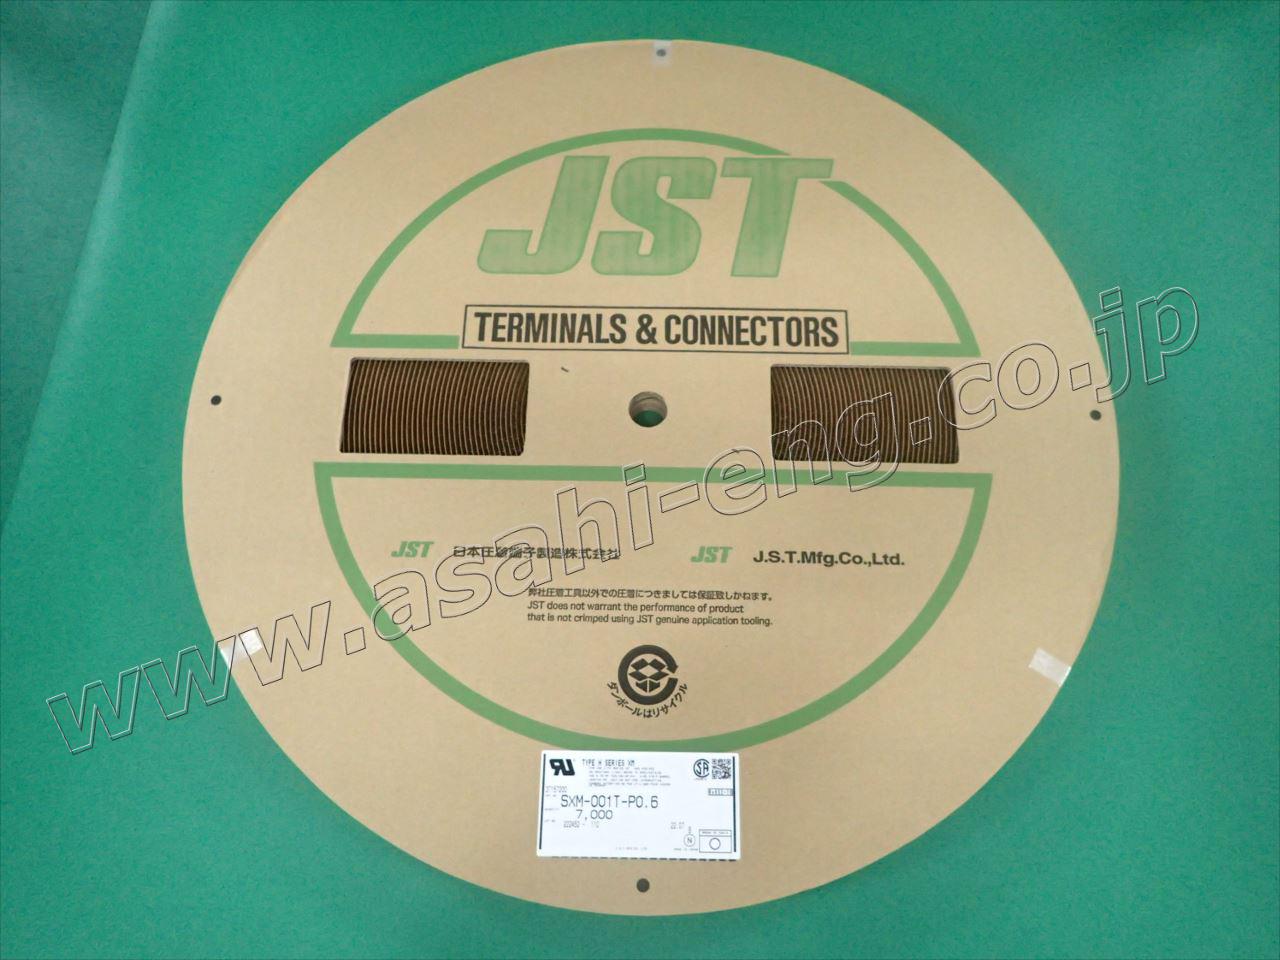 JST
TERMINALS & CONNECTORS
JST 日本圧着端子製造株式会社
JST J.S.T.Mfg.Co.,Ltd.
弊社圧着工具以外での圧着につきましては保証致しかねます。
JST does not warrant the performance of product
that is not crimped using JST genuine application tooling.
ダンボールはリサイクル
TYPE H SERIES XM
SXM-001T-P0.6
7,000
22.07
N
www.asahi-eng.co.jp